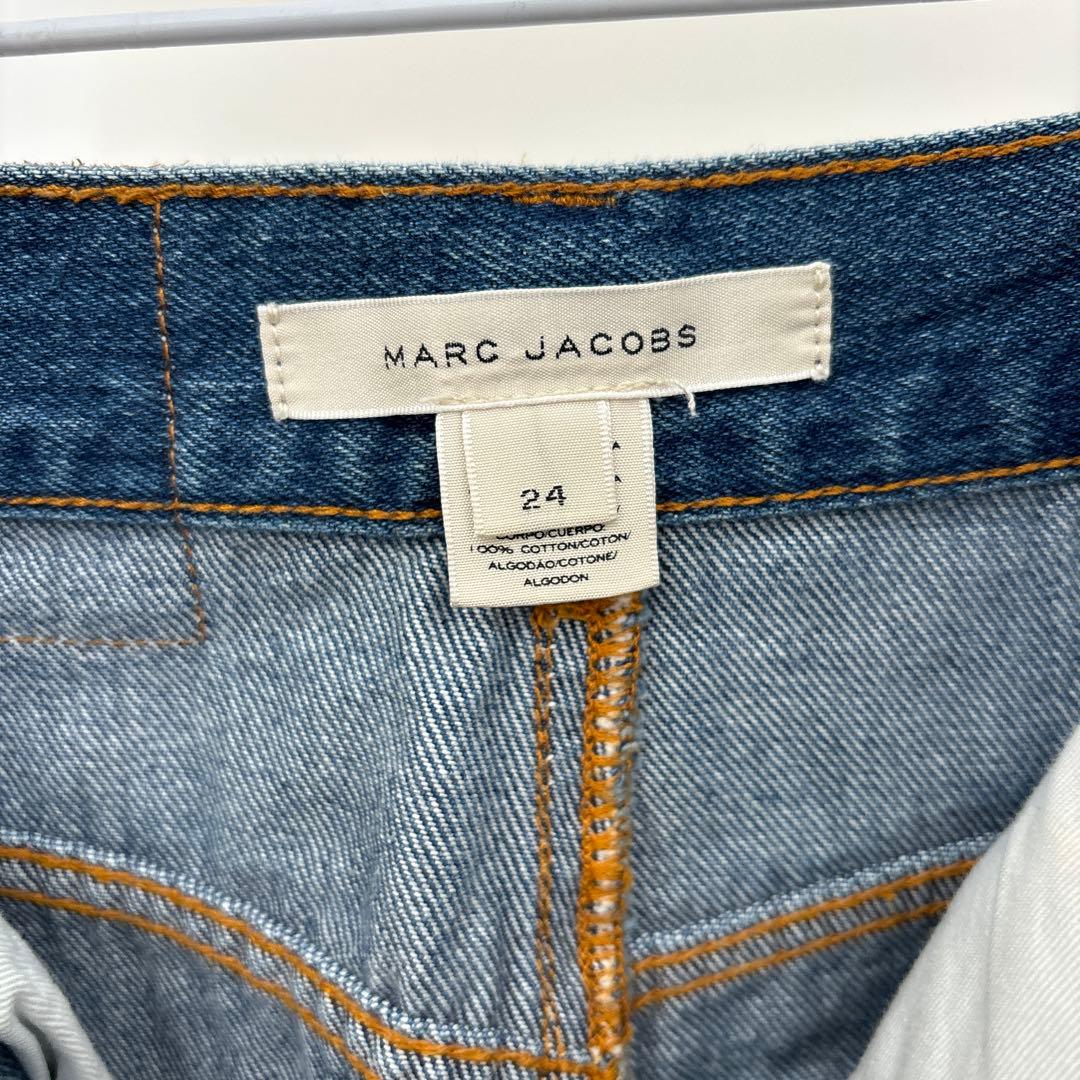 MARC JACOBS
A
A
24
CORPO/CUERPO:
100% COTTON/COTON/
ALGODÃO/COTONE/
ALGODON